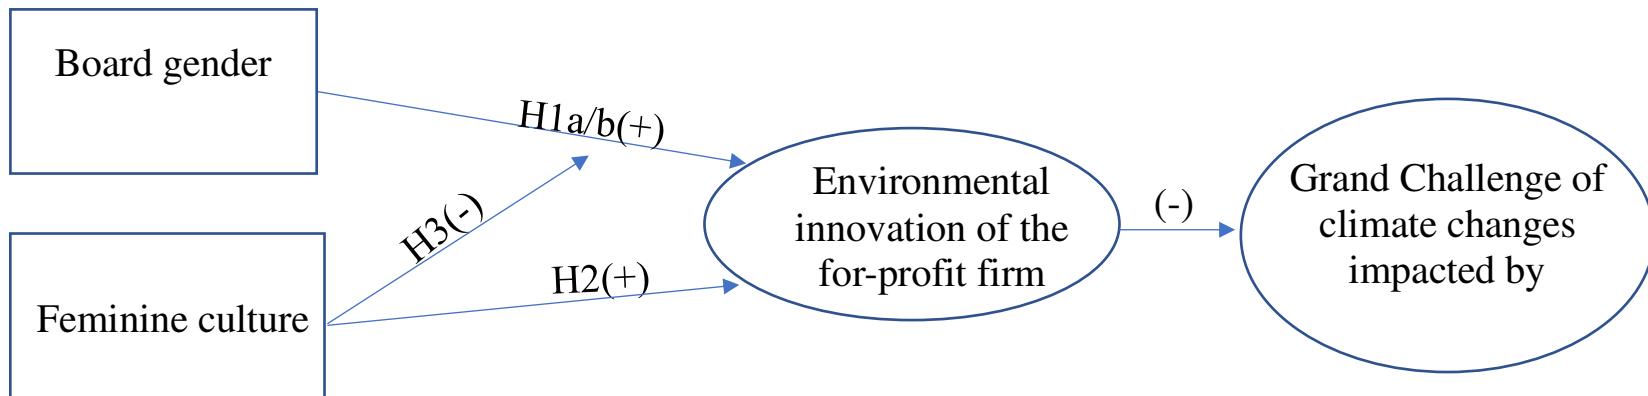 Board gender
H1a/b(+)
H3(-)
Feminine culture
H2(+)
Environmental
innovation of the
for-profit firm
(-)
Grand Challenge of
climate changes
impacted by